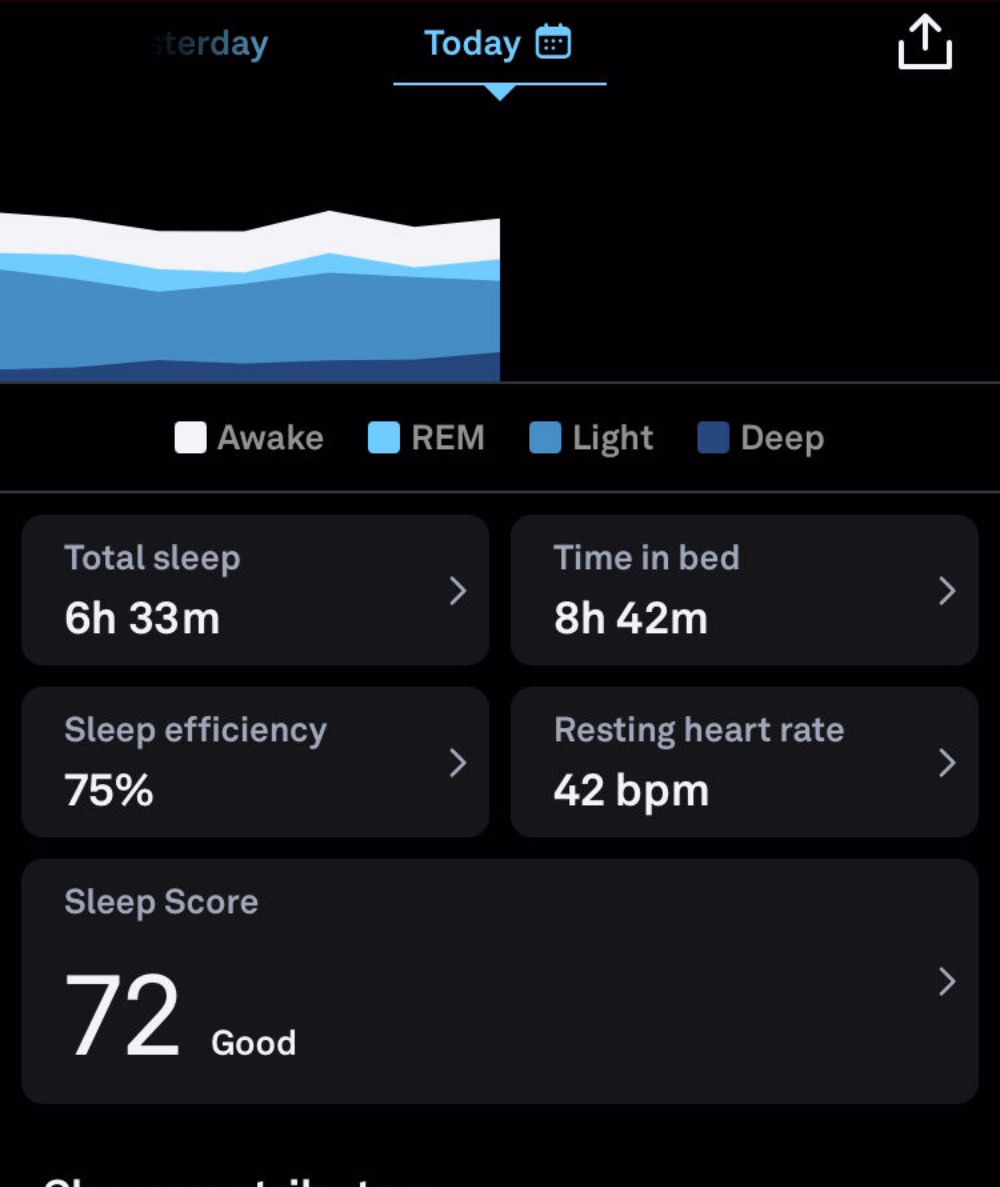 sterday
Today
Awake REM Light Deep
Total sleep
6h 33m
Time in bed
8h 42m
Sleep efficiency
75%
Resting heart rate
42 bpm
Sleep Score
72 Good